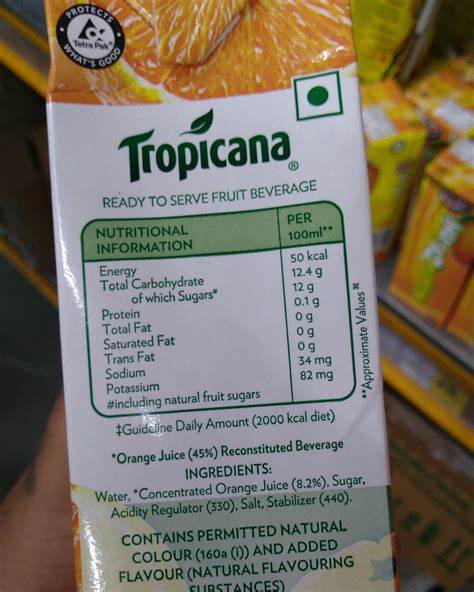 PROTECTS
Tetra Pak®
WHAT'S GOOD
Tropicana®
READY TO SERVE FRUIT BEVERAGE
NUTRITIONAL INFORMATION PER 100ml**
Energy 50 kcal
Total Carbohydrate 12.4 g
of which Sugars# 12 g
Protein 0.1 g
Total Fat 0 g
Saturated Fat 0 g
Trans Fat 0 g
Sodium 34 mg
Potassium 82 mg
#including natural fruit sugars
**Approximate Values
‡Guideline Daily Amount (2000 kcal diet)
*Orange Juice (45%) Reconstituted Beverage
INGREDIENTS:
Water, *Concentrated Orange Juice (8.2%), Sugar,
Acidity Regulator (330), Salt, Stabilizer (440).
CONTAINS PERMITTED NATURAL
COLOUR (160a (i)) AND ADDED
FLAVOUR (NATURAL FLAVOURING
SUBSTANCES)